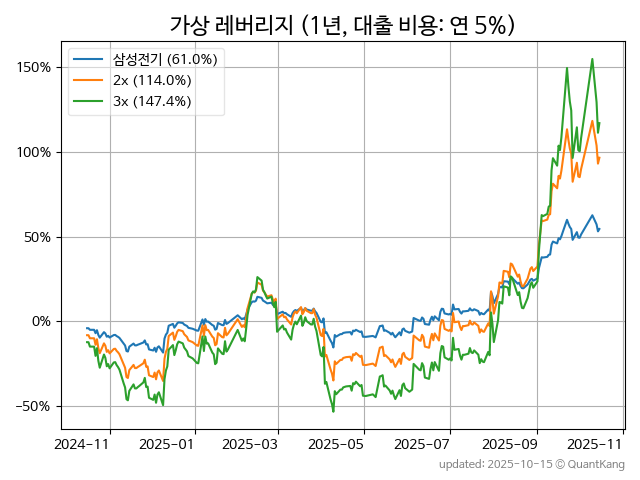 가상 레버리지 (1년, 대출 비용: 연 5%)
삼성전기 (61.0%)
2x (114.0%)
3x (147.4%)
150%
100%
50%
0%
−50%
2024-11
2025-01
2025-03
2025-05
2025-07
2025-09
2025-11
updated: 2025-10-15 © QuantKang